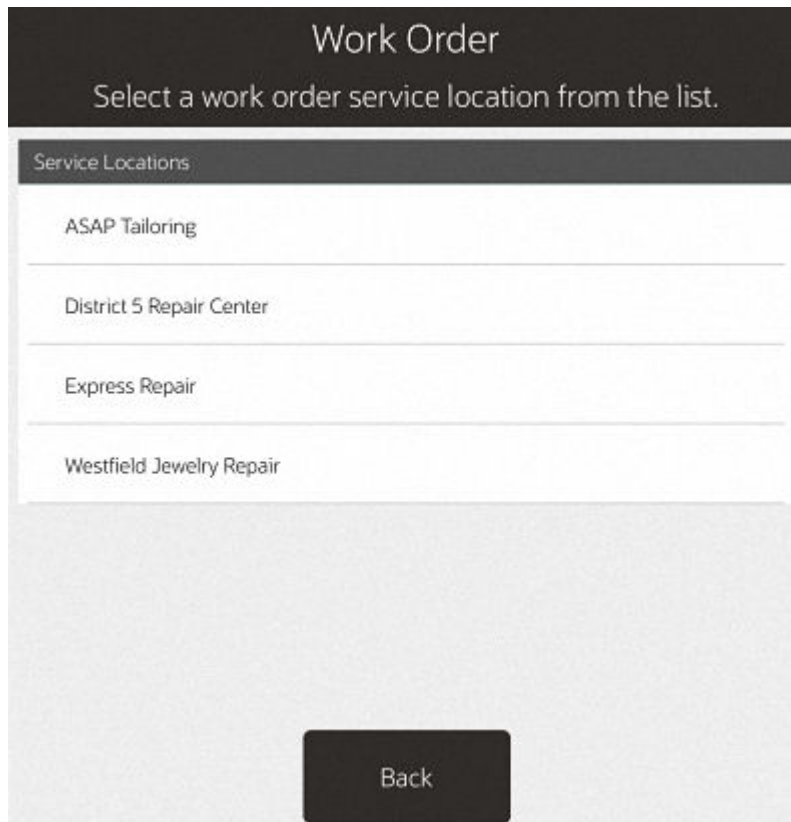 Work Order
Select a work order service location from the list.
Service Locations
ASAP Tailoring
District 5 Repair Center
Express Repair
Westfield Jewelry Repair
Back